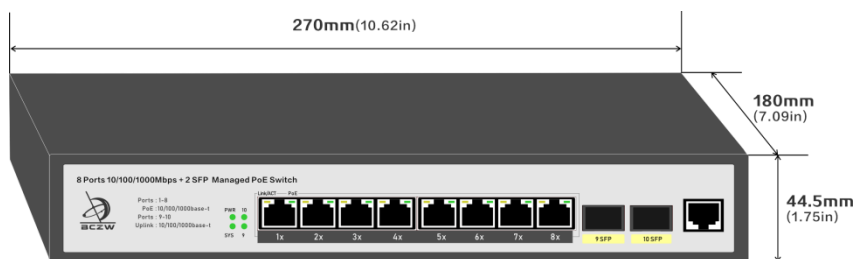 270mm(10.62in)
180mm
(7.09in)
44.5mm
(1.75in)
8 Ports 10/100/1000Mbps + 2 SFP Managed PoE Switch
Link/ACT PoE
Ports : 1-8
PoE : 10/100/1000base-t
Ports : 9-10
Uplink : 10/100/1000base-t
BCZW
PWR 10
SYS 9
1x 2x 3x 4x 5x 6x 7x 8x
9 SFP 10 SFP